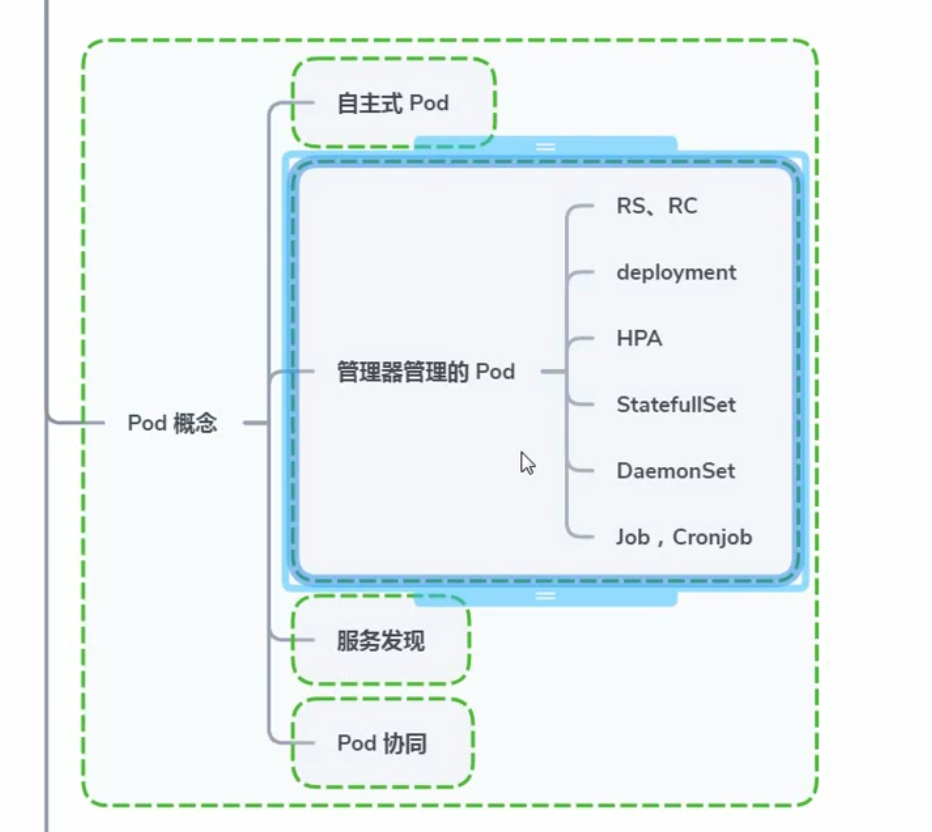 自主式 Pod
RS、RC
deployment
HPA
管理器管理的 Pod
StatefullSet
Pod 概念
DaemonSet
Job，Cronjob
服务发现
Pod 协同